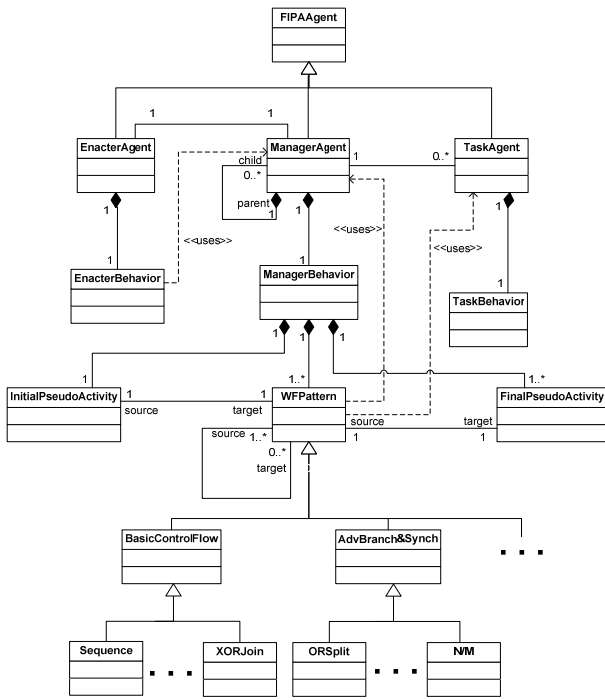 FIPAAgent
1
1
EnacterAgent
ManagerAgent
TaskAgent
child
0..*
1
0..*
parent
1
1
1
1
<<uses>>
<<uses>>
<<uses>>
1
1
1
EnacterBehavior
ManagerBehavior
TaskBehavior
1
1
1
1
1..*
1..*
InitialPseudoActivity
1
1
WFPattern
FinalPseudoActivity
source
target
source
target
source
1..*
1
1
0..*
target
BasicControlFlow
AdvBranch&Synch
. . .
Sequence
. . .
XORJoin
ORSplit
. . .
N/M